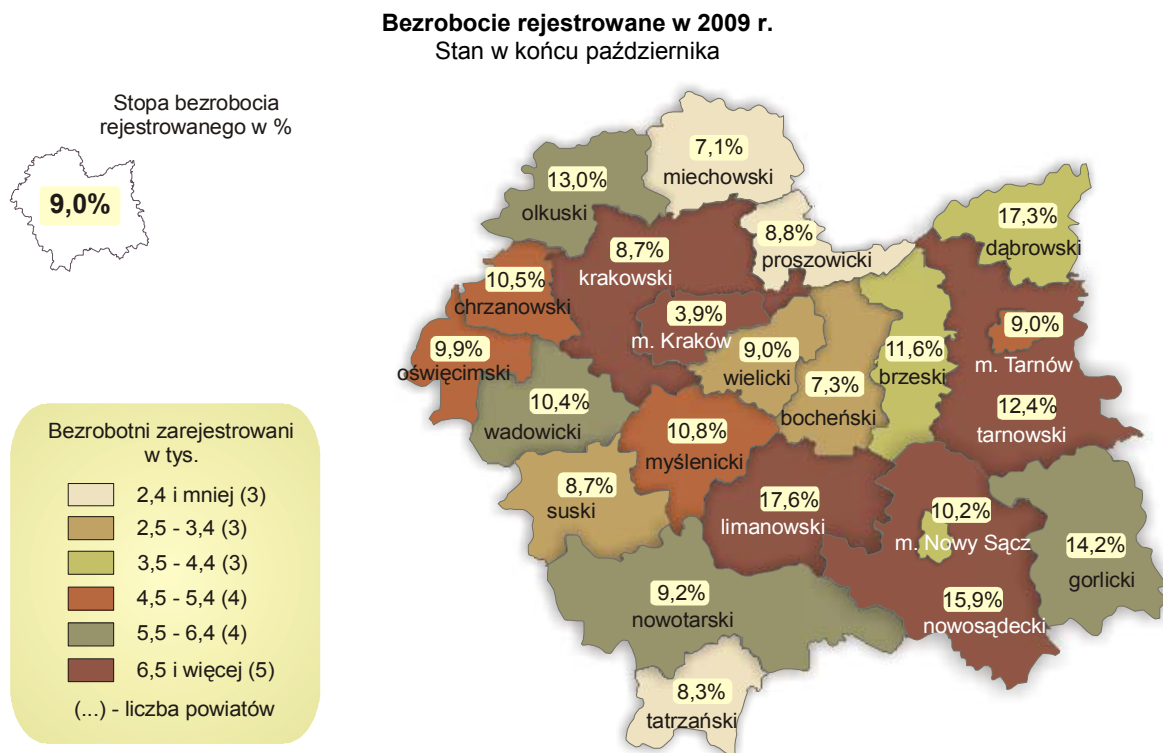 Bezrobocie rejestrowane w 2009 r.
Stan w końcu października
Stopa bezrobocia
rejestrowanego w %
9,0%
7,1%
miechowski
13,0%
olkuski
17,3%
dąbrowski
8,8%
proszowicki
8,7%
krakowski
10,5%
chrzanowski
3,9%
m. Kraków
9,0%
m. Tarnów
9,9%
oświęcimski
9,0%
wielicki
11,6%
brzeski
7,3%
bocheński
10,4%
wadowicki
12,4%
tarnowski
10,8%
myślenicki
8,7%
suski
17,6%
limanowski
10,2%
m. Nowy Sącz
14,2%
gorlicki
9,2%
nowotarski
15,9%
nowosądecki
8,3%
tatrzański
Bezrobotni zarejestrowani
w tys.
2,4 i mniej (3)
2,5 - 3,4 (3)
3,5 - 4,4 (3)
4,5 - 5,4 (4)
5,5 - 6,4 (4)
6,5 i więcej (5)
(...) - liczba powiatów